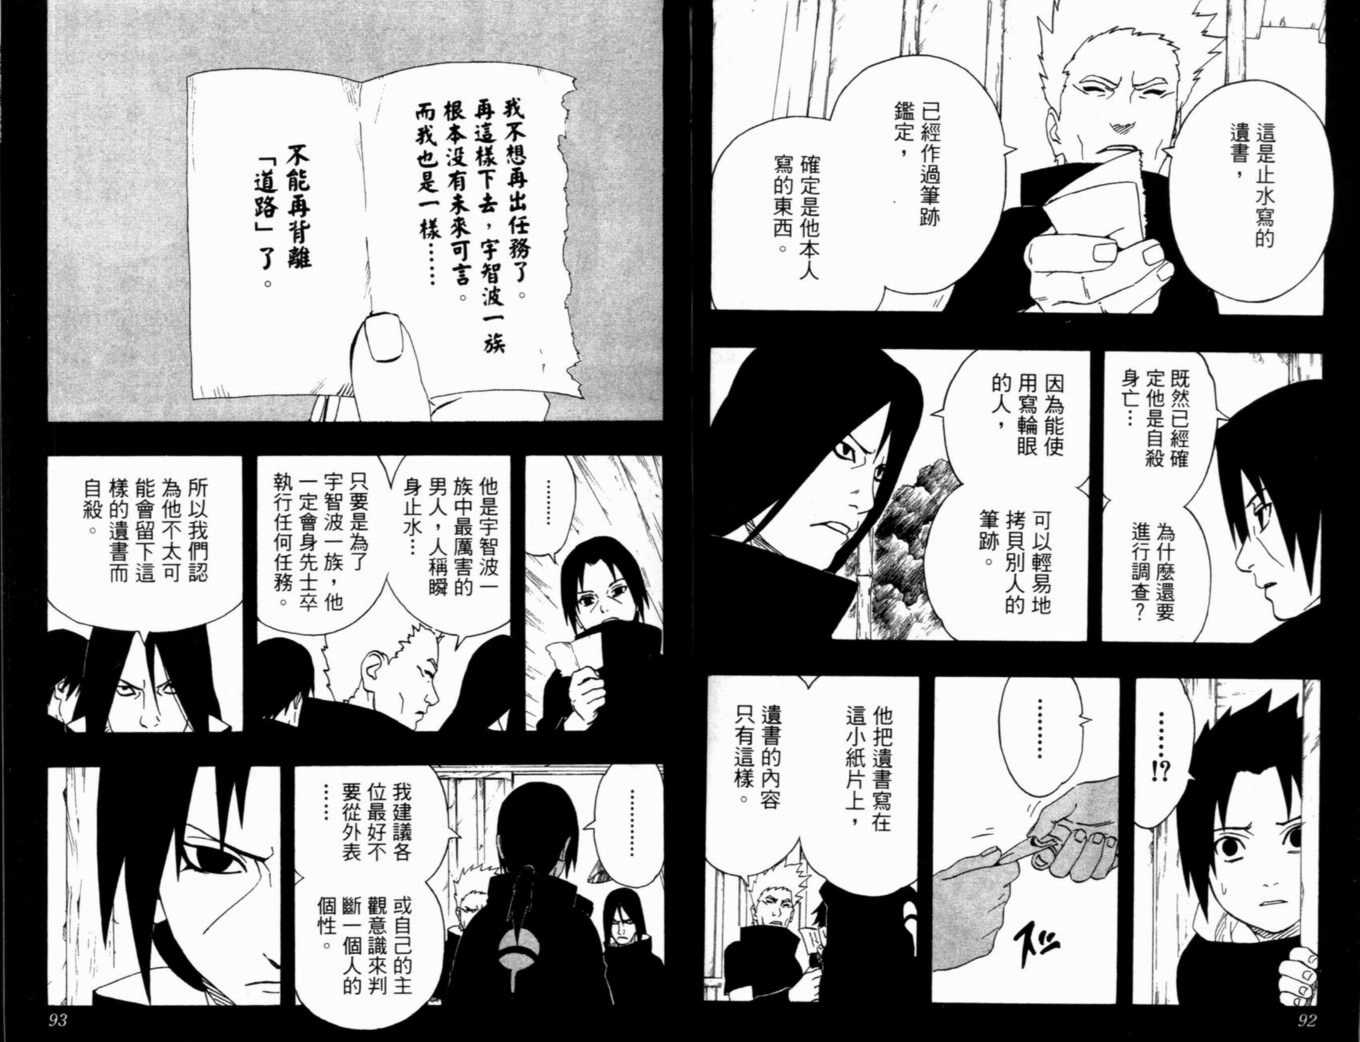 這是止水寫的
遺書，
已經作過筆跡
鑑定，
確定是他本人
寫的東西。
既然已經確
定他是自殺
身亡…
為什麼還要
進行調查？
因為能使
用寫輪眼
的人，
可以輕易地
拷貝別人的
筆跡。
………!?
………
ズッ
他把遺書寫在
這小紙片上，
遺書的內容
只有這樣。
92
我不想再出任務了。
再這樣下去，宇智波一族
根本没有未來可言。
而我也是一樣……
不能再背離
「道路」了。
………
他是宇智波一
族中最厲害的
男人，人稱瞬
身止水…
只要是為了
宇智波一族，他
一定會身先士卒
執行任何任務。
所以我們認
為他不太可
能會留下這
樣的遺書而
自殺。
………
我建議各
位最好不
要從外表
……
或自己的主
觀意識來判
斷一個人的
個性。
93